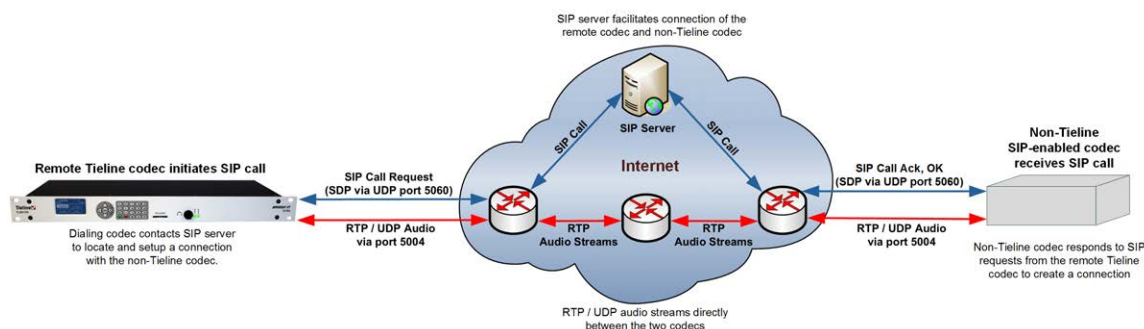 SIP server facilitates connection of the
remote codec and non-Tieline codec
SIP Server
SIP Call
SIP Call
Internet
Remote Tieline codec initiates SIP call
Tieline
Dialing codec contacts SIP server
to locate and setup a connection
with the non-Tieline codec.
SIP Call Request
(SDP via UDP port 5060)
RTP / UDP Audio
via port 5004
RTP
Audio Streams
RTP
Audio Streams
SIP Call Ack, OK
(SDP via UDP port 5060)
RTP / UDP Audio
via port 5004
Non-Tieline
SIP-enabled codec
receives SIP call
Non-Tieline codec responds to SIP
requests from the remote Tieline
codec to create a connection
RTP / UDP audio streams directly
between the two codecs